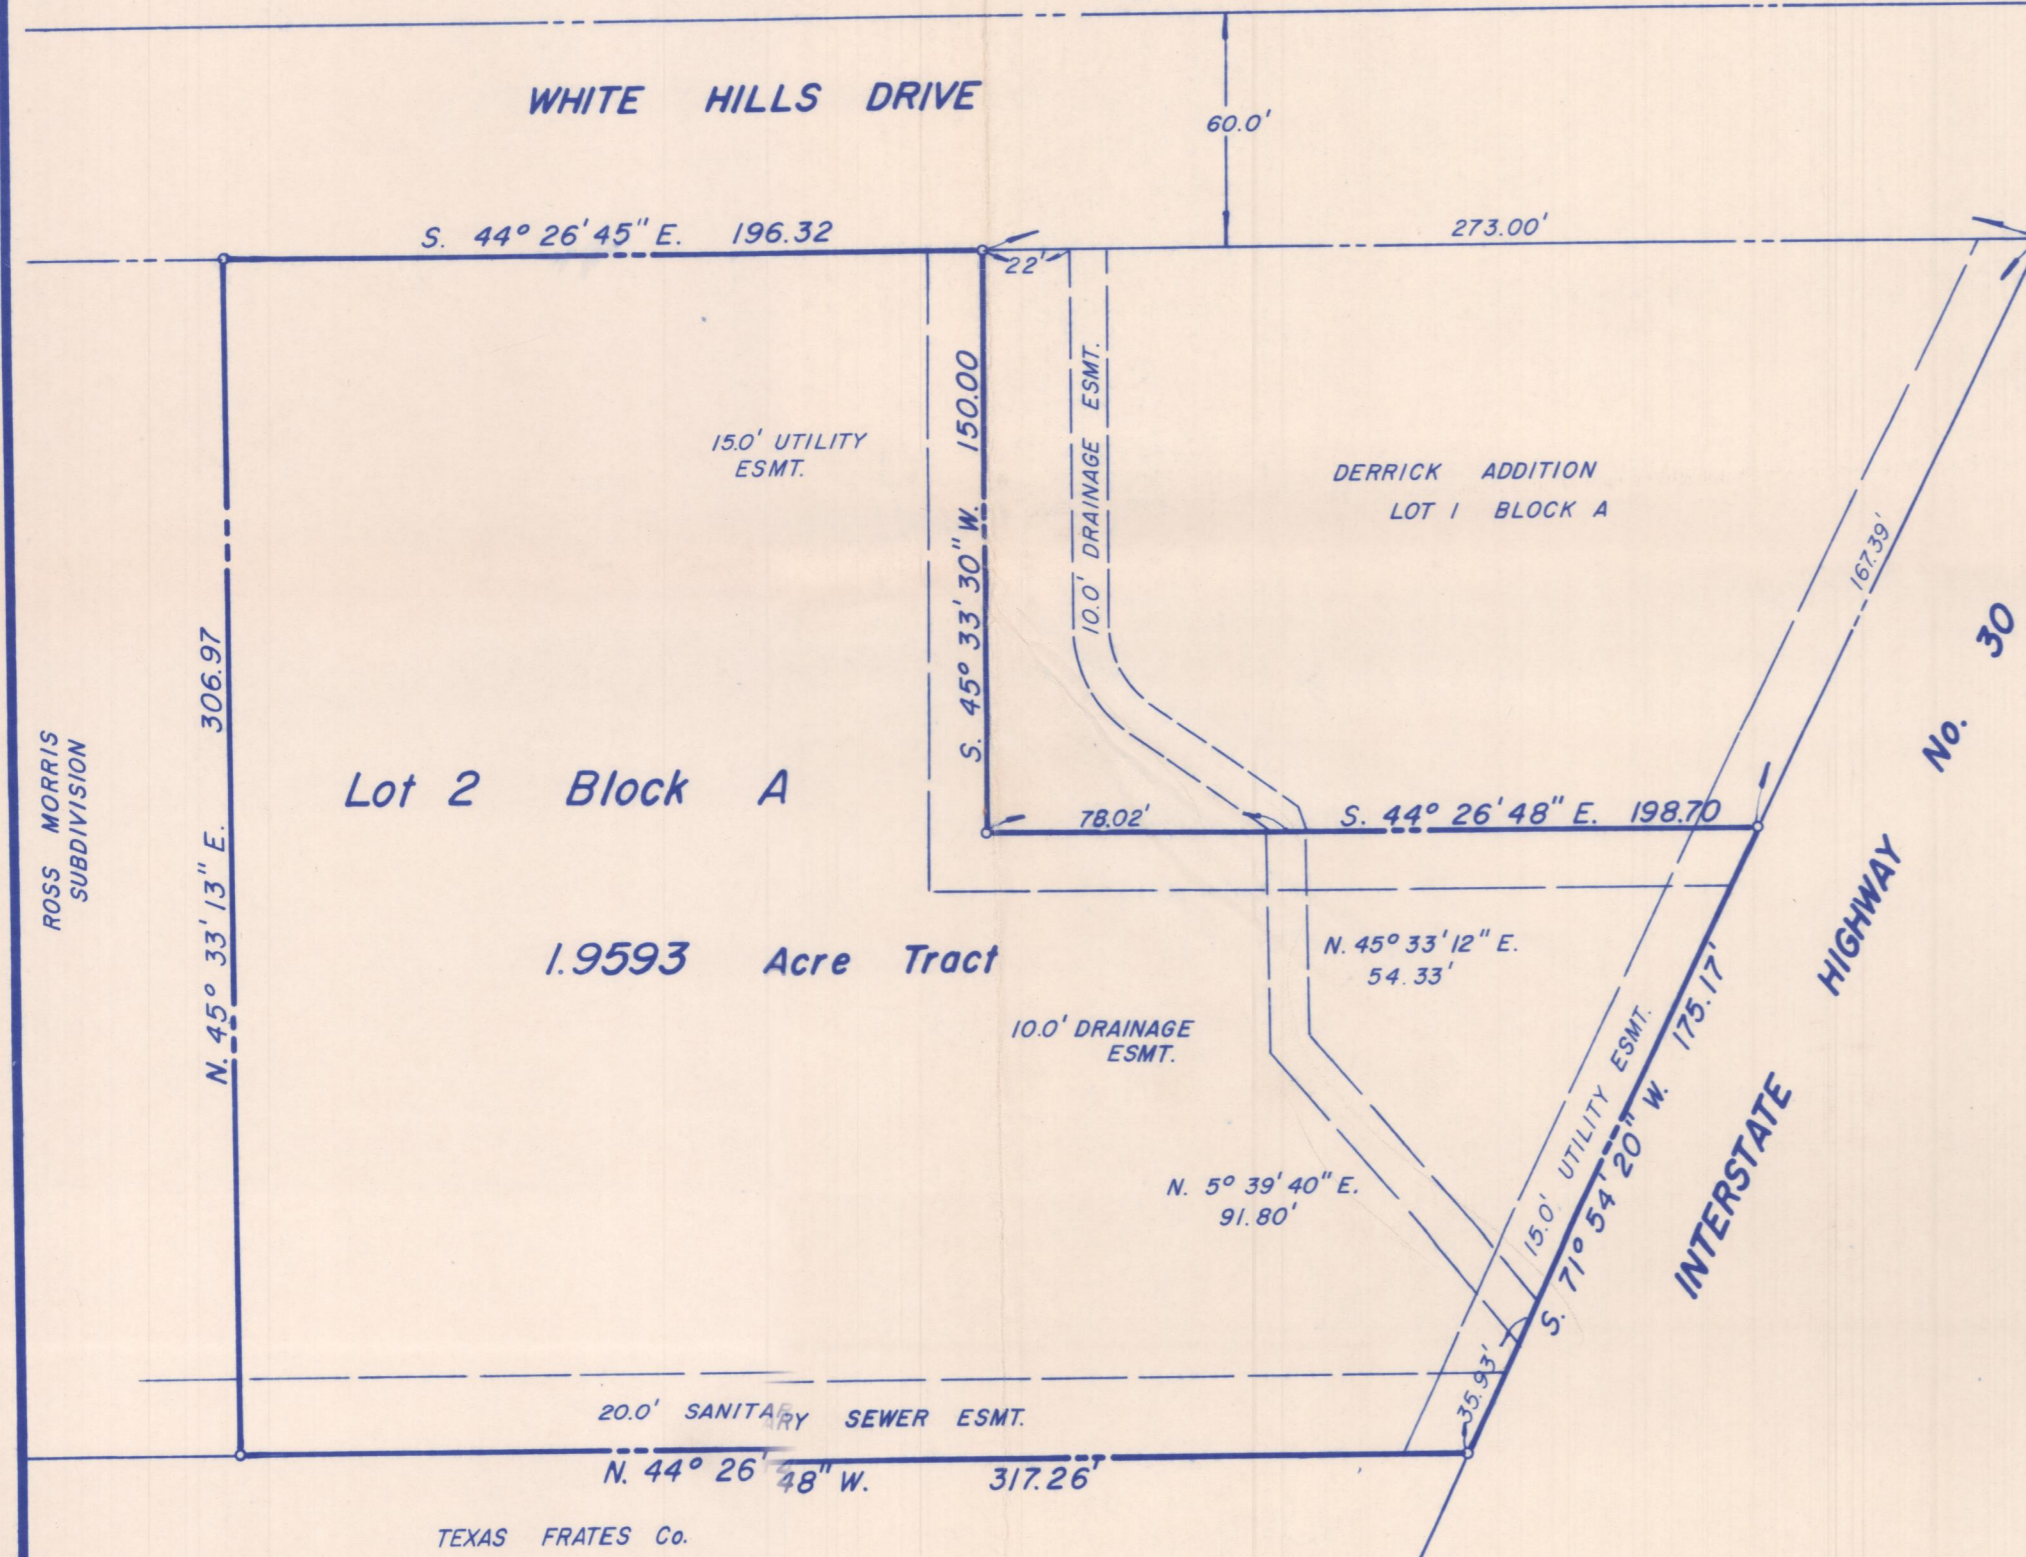 WHITE HILLS DRIVE
60.0'
S. 44° 26' 45" E. 196.32
22'
273.00'
15.0' UTILITY
ESMT.
S. 45° 33' 30" W. 150.00
10.0' DRAINAGE ESMT.
DERRICK ADDITION
LOT 1 BLOCK A
167.39'
N. 45° 33' 13" E. 306.97
ROSS MORRIS
SUBDIVISION
Lot 2 Block A
1.9593 Acre Tract
78.02'
S. 44° 26' 48" E. 198.70
N. 45° 33' 12" E.
54.33'
10.0' DRAINAGE
ESMT.
N. 5° 39' 40" E.
91.80'
15.0' UTILITY ESMT.
S. 71° 54' 20" W. 175.17'
INTERSTATE HIGHWAY No. 30
35.93'
20.0' SANITARY SEWER ESMT.
N. 44° 26' 48" W. 317.26'
TEXAS FRATES Co.